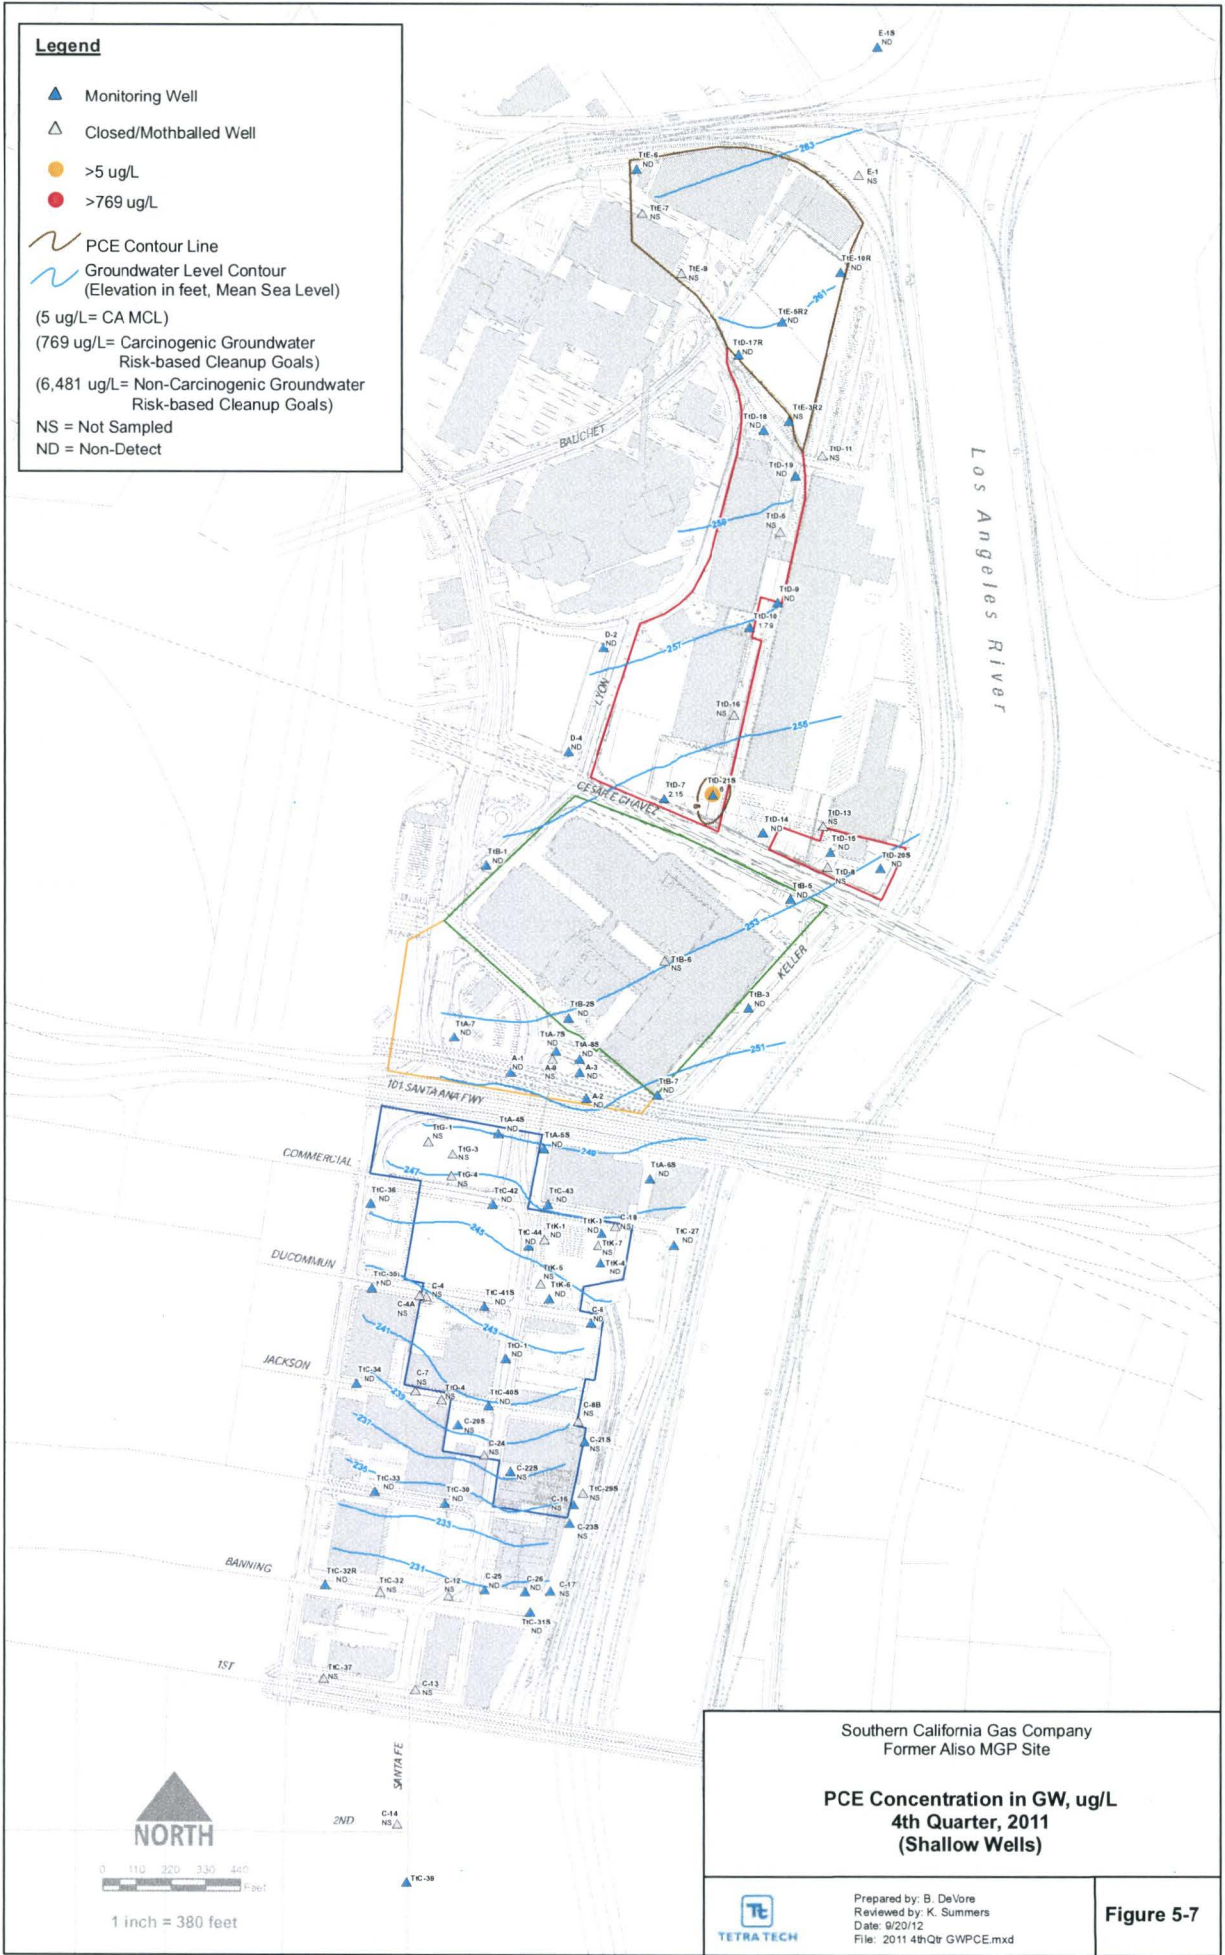 Legend
Monitoring Well
Closed/Mothballed Well
>5 ug/L
>769 ug/L
PCE Contour Line
Groundwater Level Contour
(Elevation in feet, Mean Sea Level)
(5 ug/L= CA MCL)
(769 ug/L= Carcinogenic Groundwater
Risk-based Cleanup Goals)
(6,481 ug/L= Non-Carcinogenic Groundwater
Risk-based Cleanup Goals)
NS = Not Sampled
ND = Non-Detect
E-1S
ND
263
TtE-6
ND
E-1
NS
TtE-7
NS
TtE-9
NS
TtE-10R
ND
261
TtE-5R2
ND
TtD-17R
ND
TtE-3R2
NS
TtD-18
ND
BAUCHET
TtD-11
NS
TtD-19
ND
Los Angeles River
259
TtD-5
NS
TtD-9
ND
TtD-10
1.79
D-2
ND
257
LYON
TtD-16
NS
255
D-4
ND
TtD-7
2.15
TtD-21S
6
CESAR E CHAVEZ
TtD-13
NS
TtD-14
ND
TtD-15
ND
TtD-20S
ND
TtD-8
NS
TtB-1
ND
TtB-5
ND
253
TtB-6
NS
KELLER
TtB-2S
ND
TtB-3
ND
TtA-7
ND
TtA-7S
ND
TtA-8S
ND
A-1
ND
NS
A-3
ND
251
A-2
ND
TtB-7
ND
101 SANTA ANA FWY
TtG-1
NS
TtA-4S
ND
TtA-5S
ND
249
COMMERCIAL
TtG-3
NS
247
TtG-4
NS
TtA-6S
ND
TtC-36
ND
TtC-42
ND
TtC-43
ND
245
C-19
NS
TtK-1
ND
TtC-44
ND
TtK-1
ND
TtK-7
NS
TtC-27
ND
DUCOMMUN
TtK-5
NS
TtK-4
ND
TtC-35
ND
C-4
NS
C-4A
NS
TtC-41S
ND
TtK-6
ND
C-6
ND
241
243
TtO-1
ND
JACKSON
TtC-34
ND
C-7
NS
TtO-4
NS
TtC-40S
ND
239
C-8B
NS
237
C-20S
NS
C-21S
NS
C-24
NS
235
C-22S
NS
TtC-33
ND
TtC-30
ND
TtC-29S
NS
C-16
NS
C-23S
NS
233
BANNING
231
TtC-32R
ND
TtC-32
NS
C-12
NS
C-25
ND
C-26
ND
C-17
NS
TtC-31S
ND
1ST
TtC-37
NS
C-13
NS
SANTA FE
2ND
C-14
NS
TtC-38
NORTH
0 110 220 330 440
Feet
1 inch = 380 feet
Southern California Gas Company
Former Aliso MGP Site
PCE Concentration in GW, ug/L
4th Quarter, 2011
(Shallow Wells)
Tt
TETRA TECH
Prepared by: B. DeVore
Reviewed by: K. Summers
Date: 9/20/12
File: 2011 4thQtr GWPCE.mxd
Figure 5-7